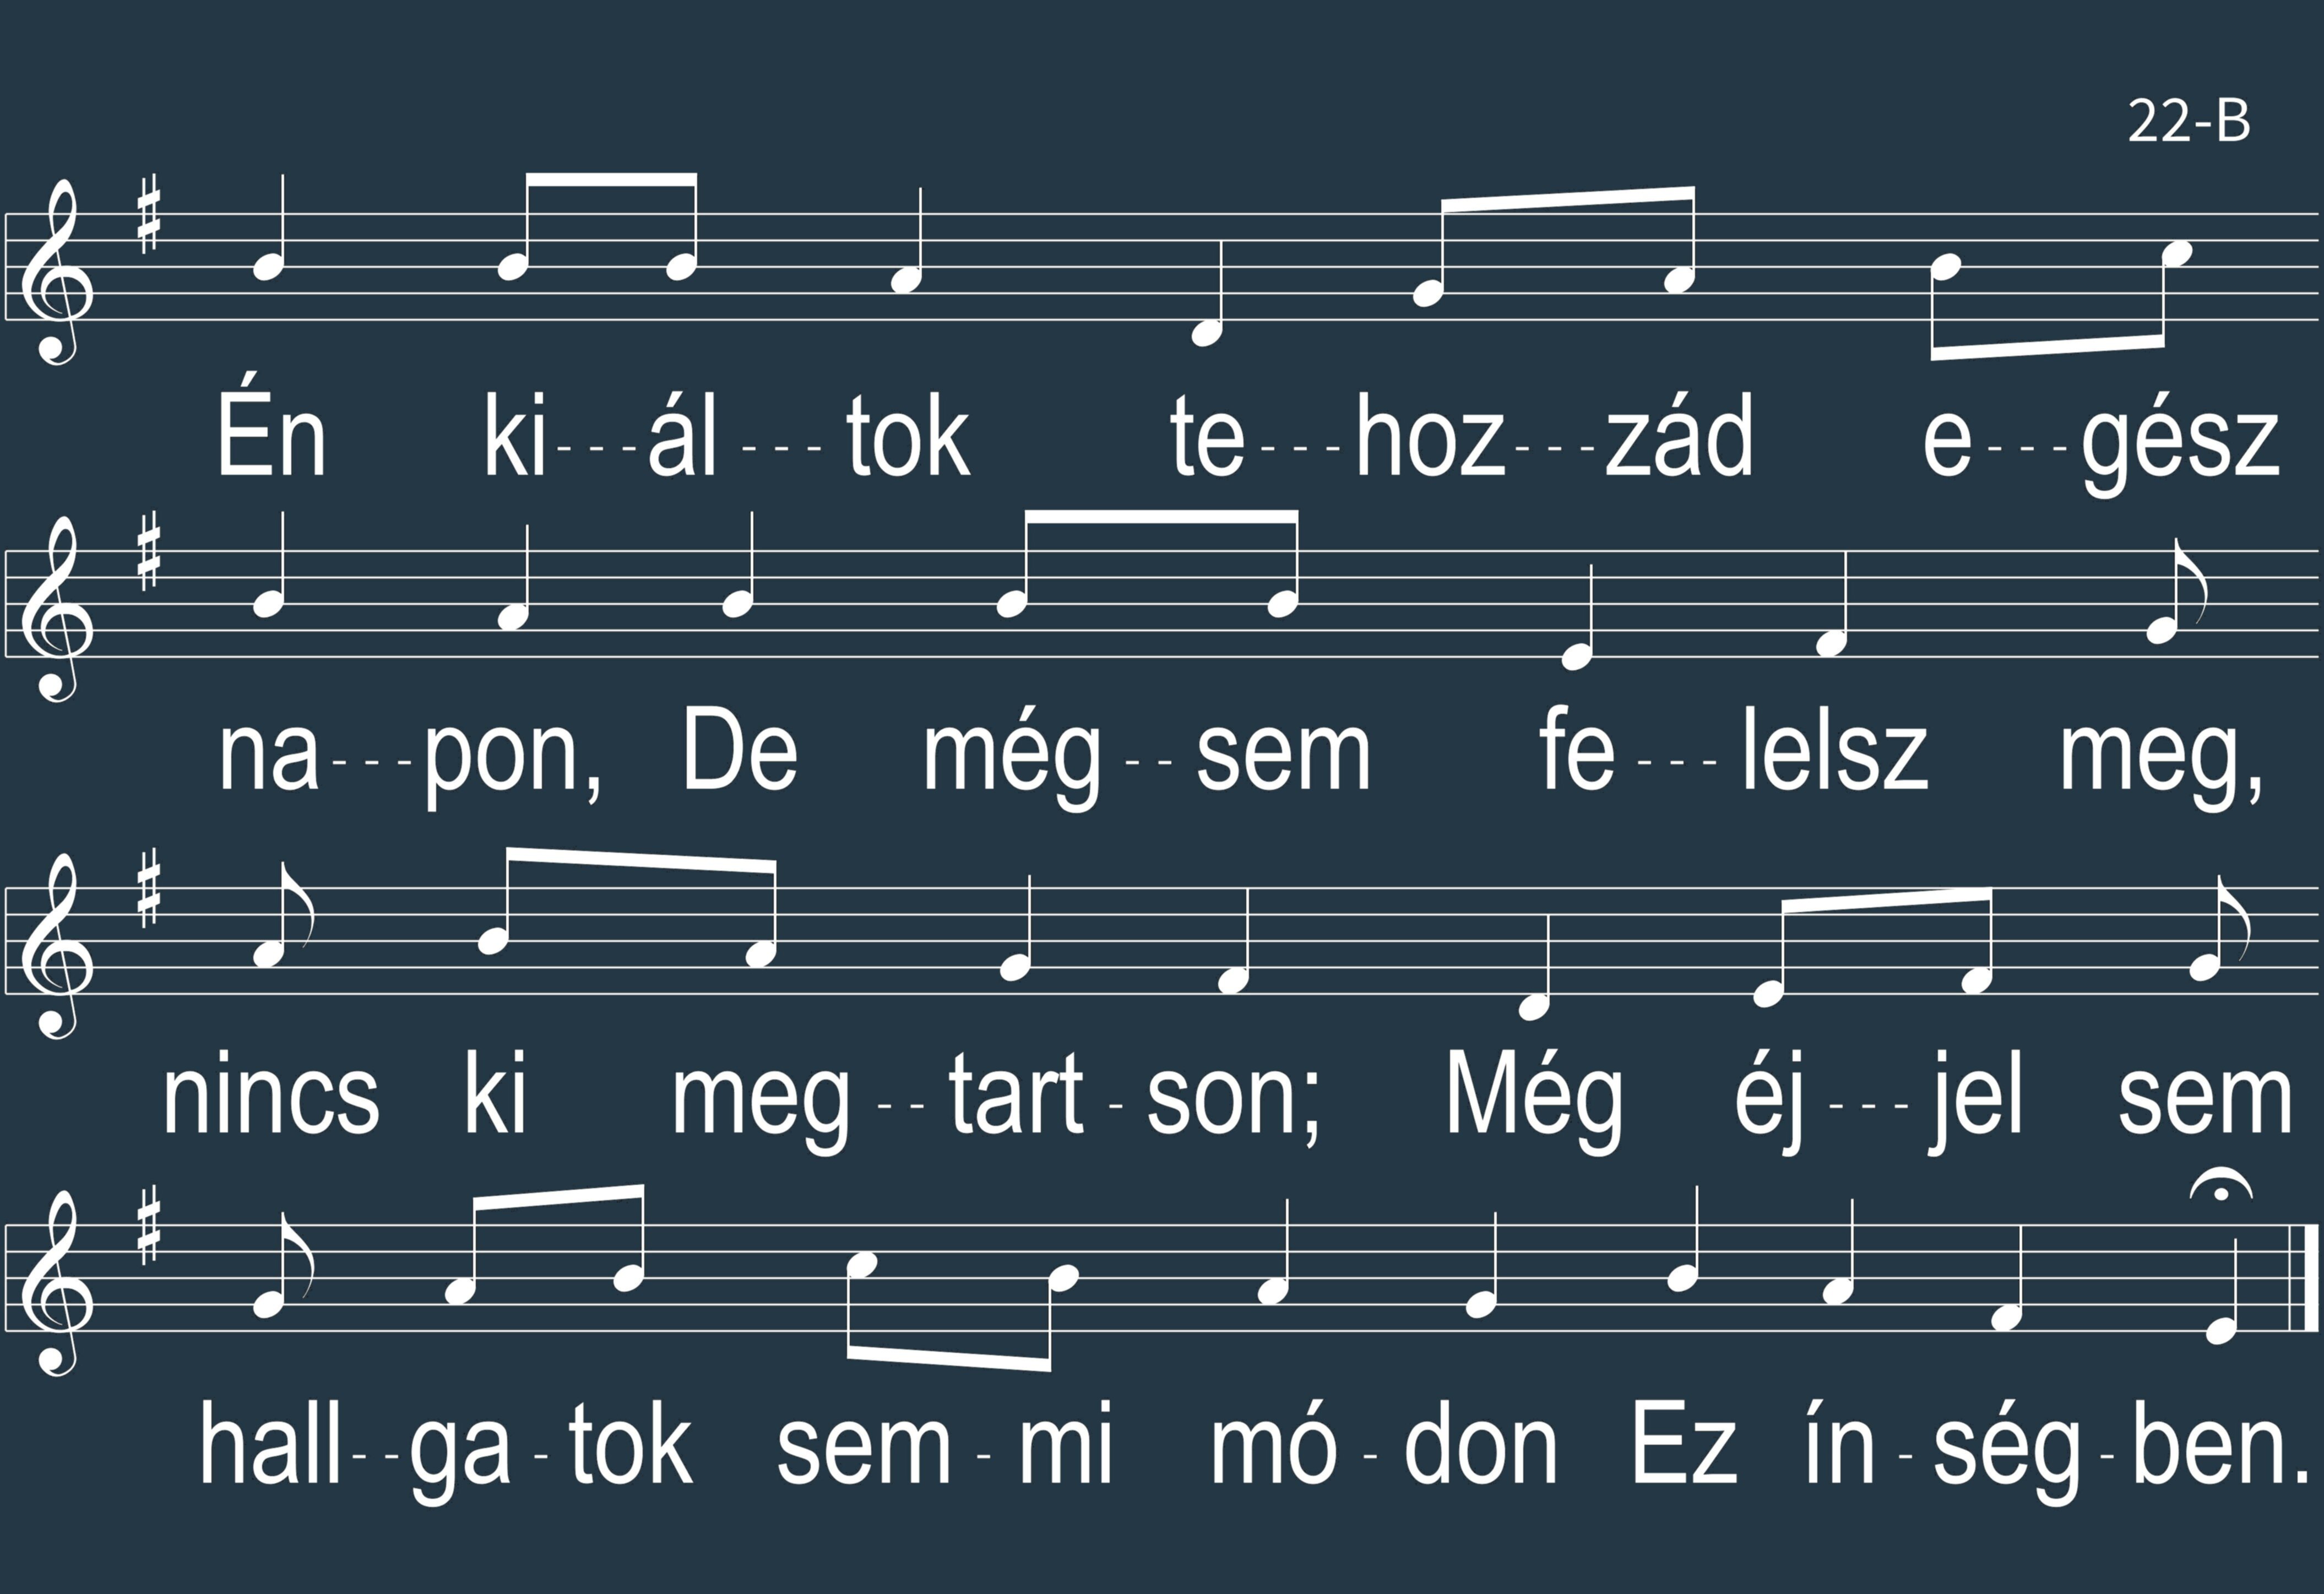 22-B
Én ki---ál---tok te---hoz---zád e---gész
na---pon, De még--sem fe---lelsz meg,
nincs ki meg--tart-son; Még éj---jel sem
hall--ga-tok sem-mi mó-don Ez ín-ség-ben.